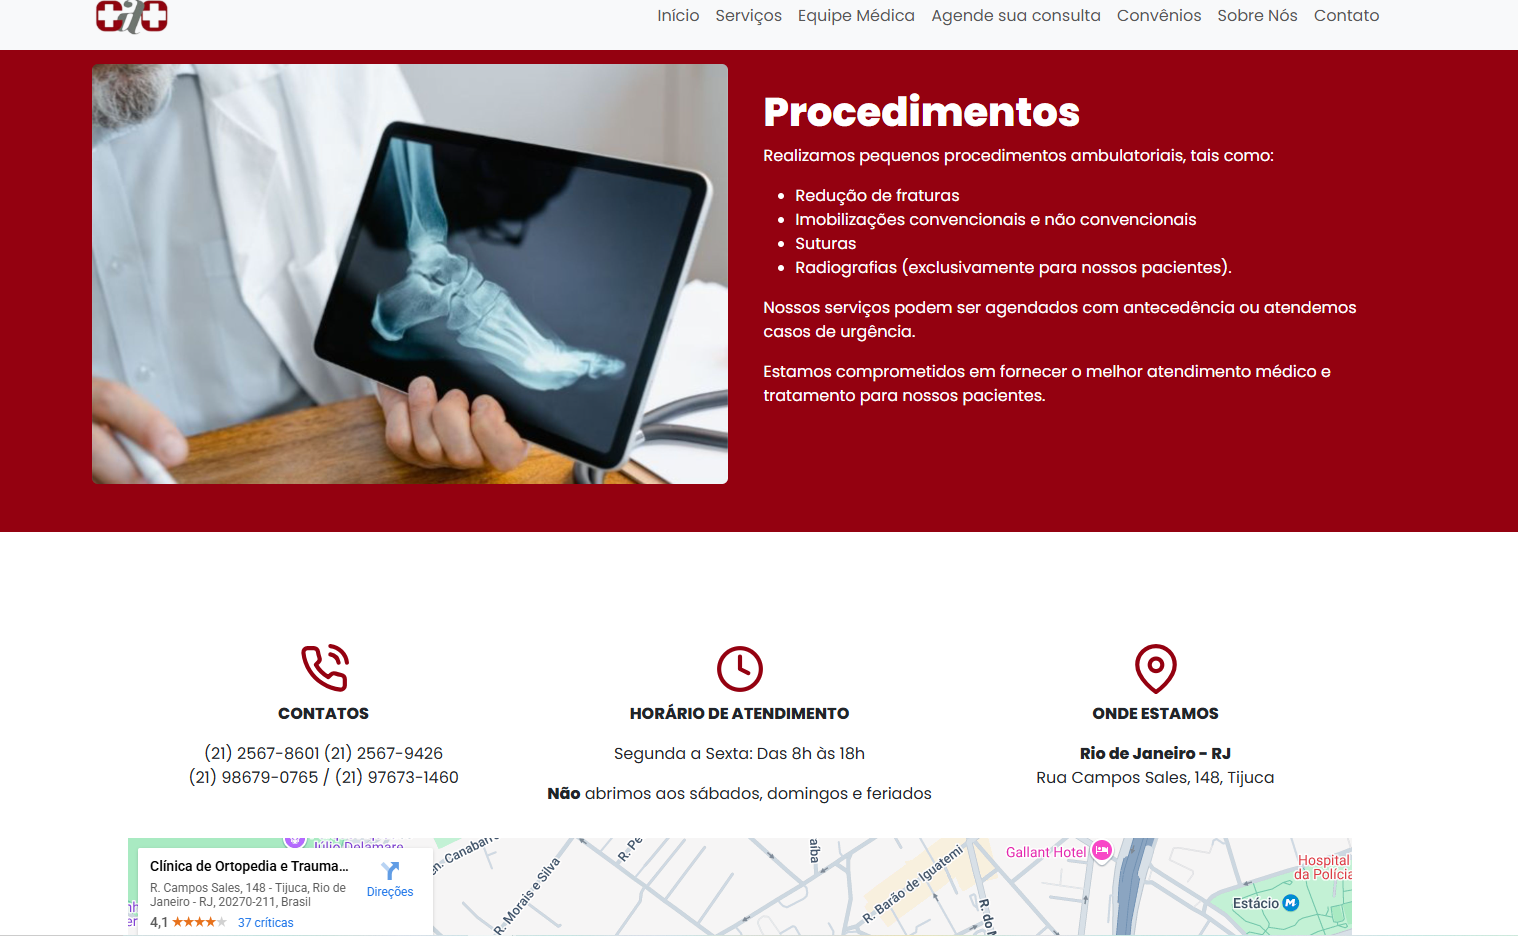 Início Serviços Equipe Médica Agende sua consulta Convênios Sobre Nós Contato
Procedimentos
Realizamos pequenos procedimentos ambulatoriais, tais como:
Redução de fraturas
Imobilizações convencionais e não convencionais
Suturas
Radiografias (exclusivamente para nossos pacientes).
Nossos serviços podem ser agendados com antecedência ou atendemos
casos de urgência.
Estamos comprometidos em fornecer o melhor atendimento médico e
tratamento para nossos pacientes.
CONTATOS
(21) 2567-8601 (21) 2567-9426
(21) 98679-0765 / (21) 97673-1460
HORÁRIO DE ATENDIMENTO
Segunda a Sexta: Das 8h às 18h
Não abrimos aos sábados, domingos e feriados
ONDE ESTAMOS
Rio de Janeiro - RJ
Rua Campos Sales, 148, Tijuca
Júlio Delamare
Clínica de Ortopedia e Trauma...
R. Campos Sales, 148 - Tijuca, Rio de
Janeiro - RJ, 20270-211, Brasil
4,1
37 críticas
Direções
R. Morais e Silva
R. Barão de Iguatemi
Gallant Hotel
Hospital
da Polícia
Estácio